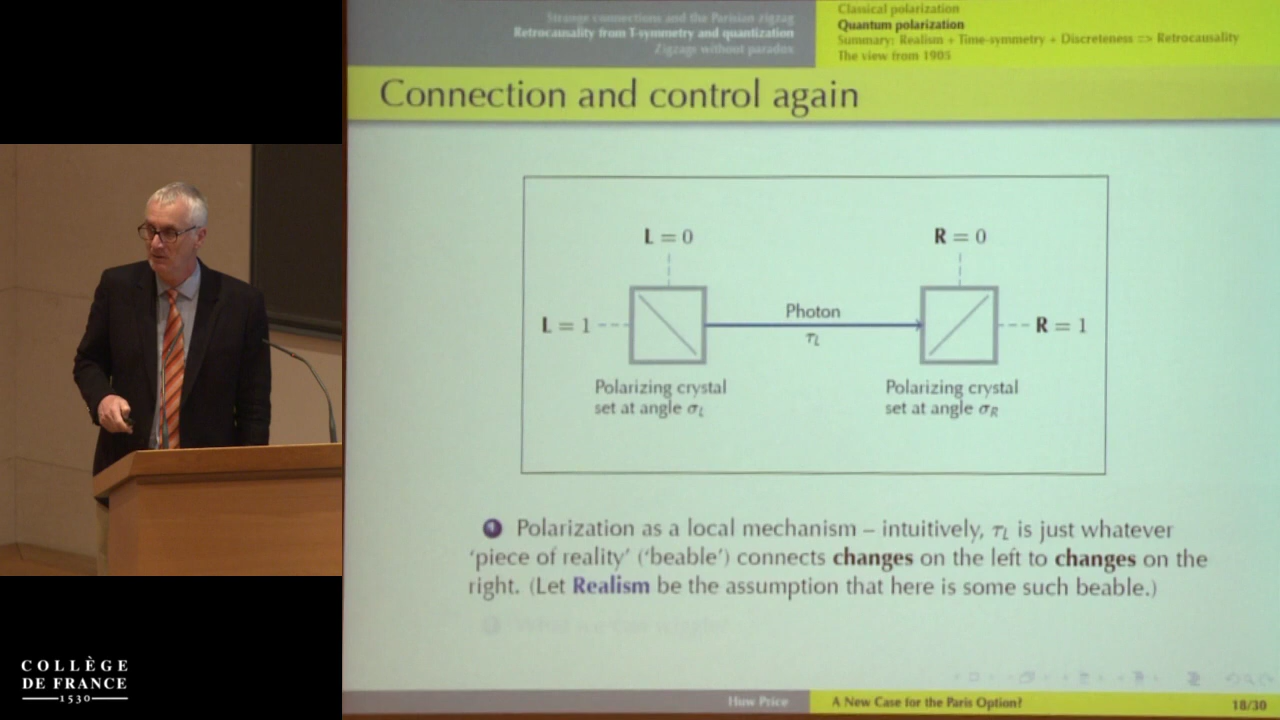 Strange connections and the Parisian zigzag
Retrocausality from T-symmetry and quantization
Zigzags without paradox
Classical polarization
Quantum polarization
Summary: Realism + Time-symmetry + Discreteness => Retrocausality
The view from 1905
Connection and control again
L = 0
R = 0
L = 1
Photon
τL
R = 1
Polarizing crystal
set at angle σL
Polarizing crystal
set at angle σR
1 Polarization as a local mechanism – intuitively, τL is just whatever
'piece of reality' ('beable') connects changes on the left to changes on the
right. (Let Realism be the assumption that here is some such beable.)
Huw Price
A New Case for the Paris Option?
18/30
COLLÈGE
DE FRANCE
1530